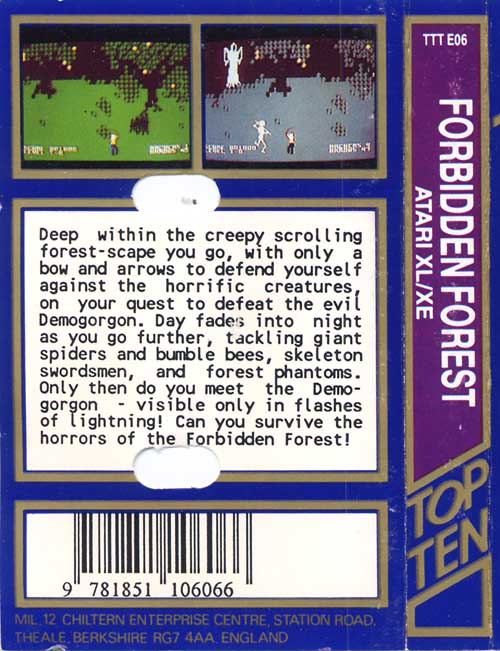 Deep within the creepy scrolling
forest-scape you go, with only a
bow and arrows to defend yourself
against the horrific creatures,
on your quest to defeat the evil
Demogorgon. Day fades into night
as you go further, tackling giant
spiders and bumble bees, skeleton
swordsmen, and forest phantoms.
Only then do you meet the Demo-
gorgon - visible only in flashes
of lightning! Can you survive the
horrors of the Forbidden Forest!
9 781851 106066
MIL, 12 CHILTERN ENTERPRISE CENTRE, STATION ROAD,
THEALE, BERKSHIRE RG7 4AA. ENGLAND
TTT E06
FORBIDDEN FOREST
ATARI XL/XE
TOP
TEN